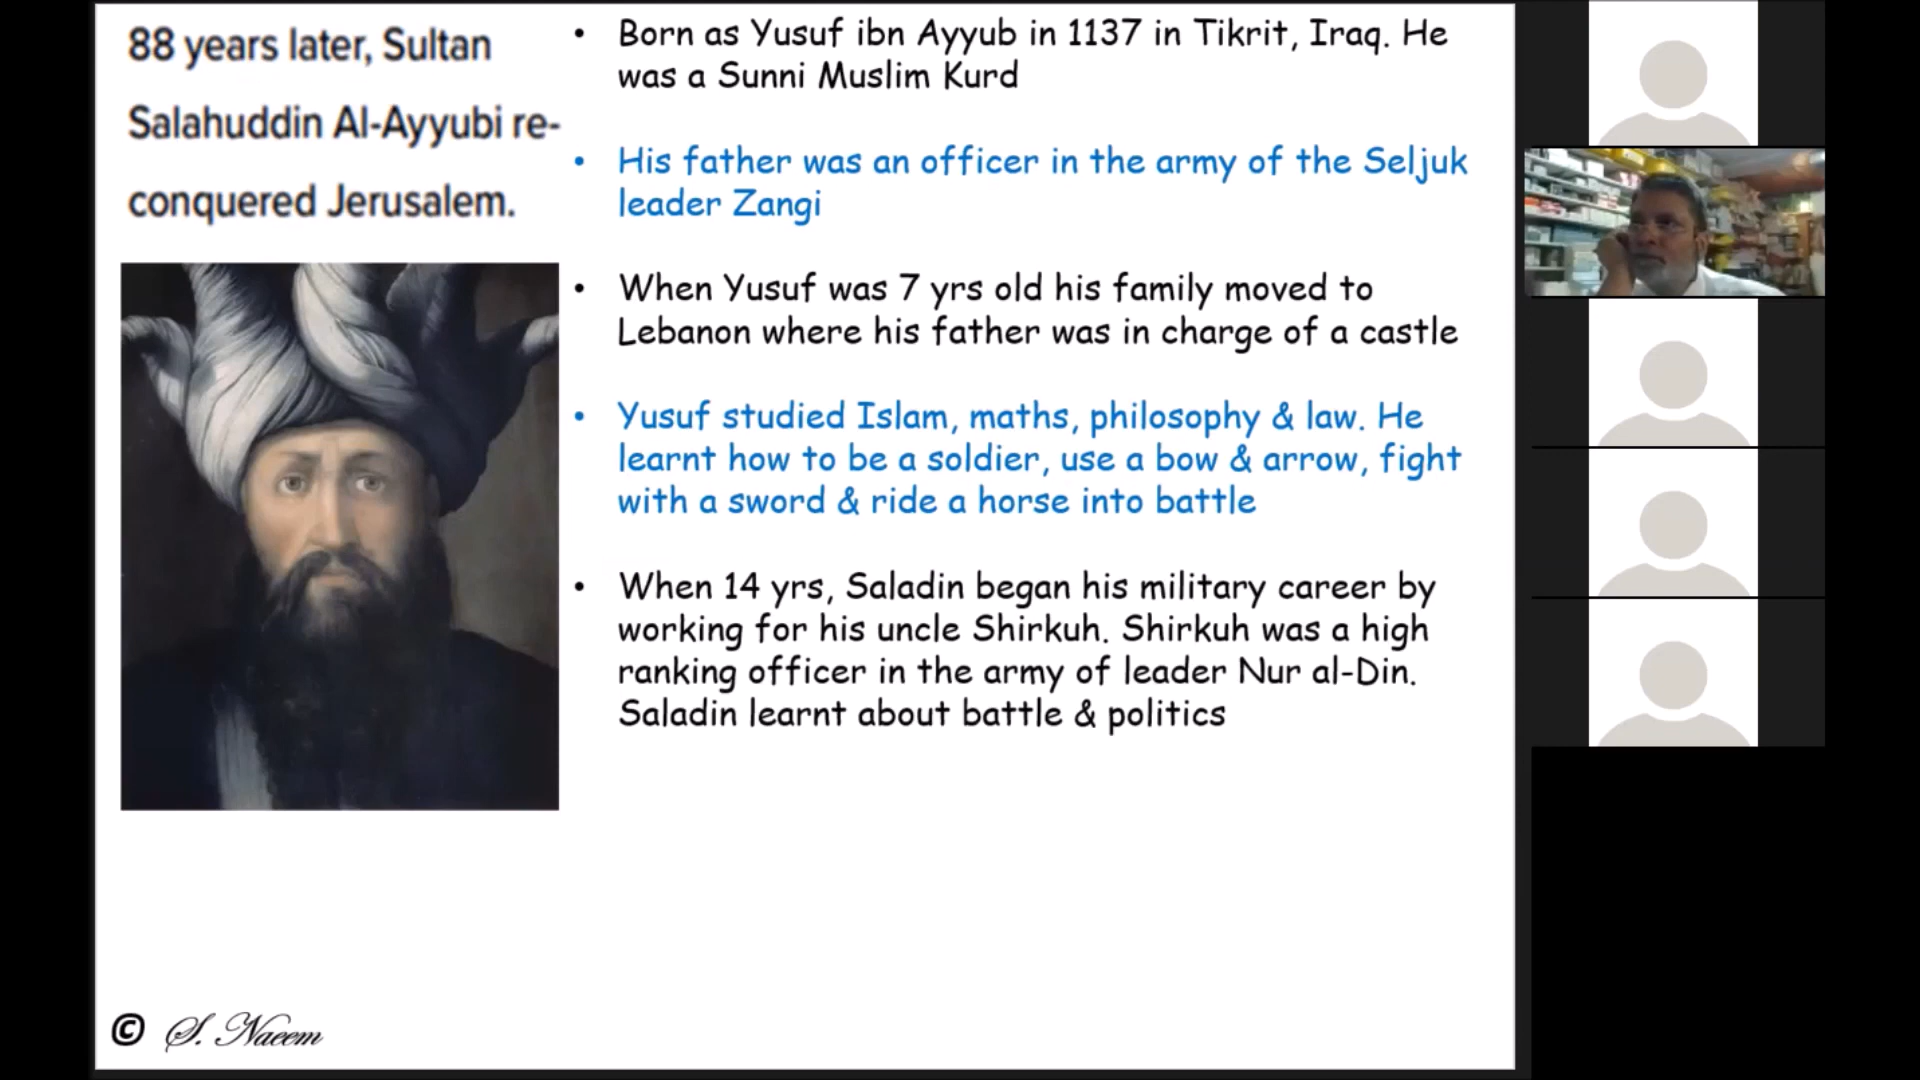 88 years later, Sultan
Salahuddin Al-Ayyubi re-
conquered Jerusalem.
• Born as Yusuf ibn Ayyub in 1137 in Tikrit, Iraq. He
was a Sunni Muslim Kurd
• His father was an officer in the army of the Seljuk
leader Zangi
• When Yusuf was 7 yrs old his family moved to
Lebanon where his father was in charge of a castle
• Yusuf studied Islam, maths, philosophy & law. He
learnt how to be a soldier, use a bow & arrow, fight
with a sword & ride a horse into battle
• When 14 yrs, Saladin began his military career by
working for his uncle Shirkuh. Shirkuh was a high
ranking officer in the army of leader Nur al-Din.
Saladin learnt about battle & politics
© S. Naeem